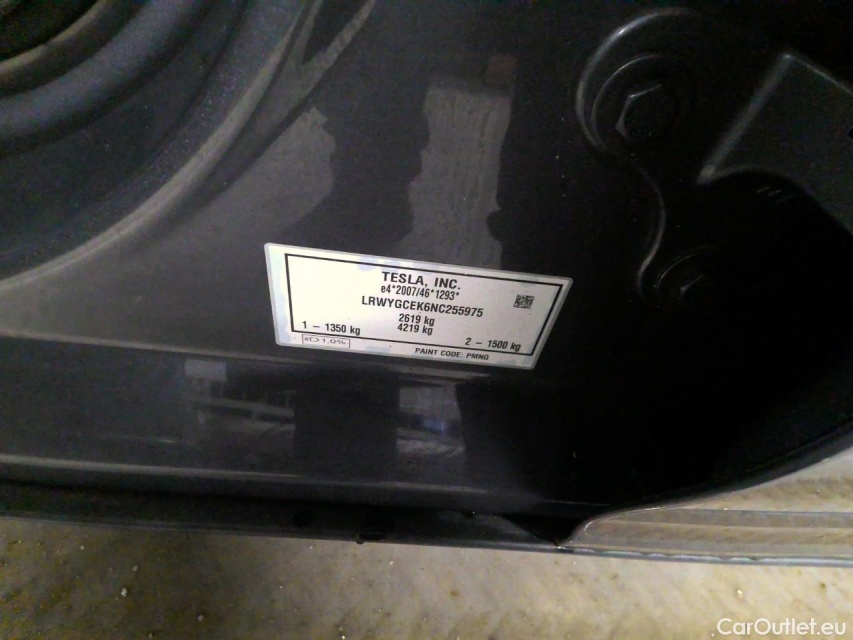 TESLA, INC.
e4*2007/46*1293*
LRWYGCEK6NC255975
2619 kg
1 - 1350 kg 4219 kg 2 - 1500 kg
1.0%
PAINT CODE: PMNG
CarOutlet.eu